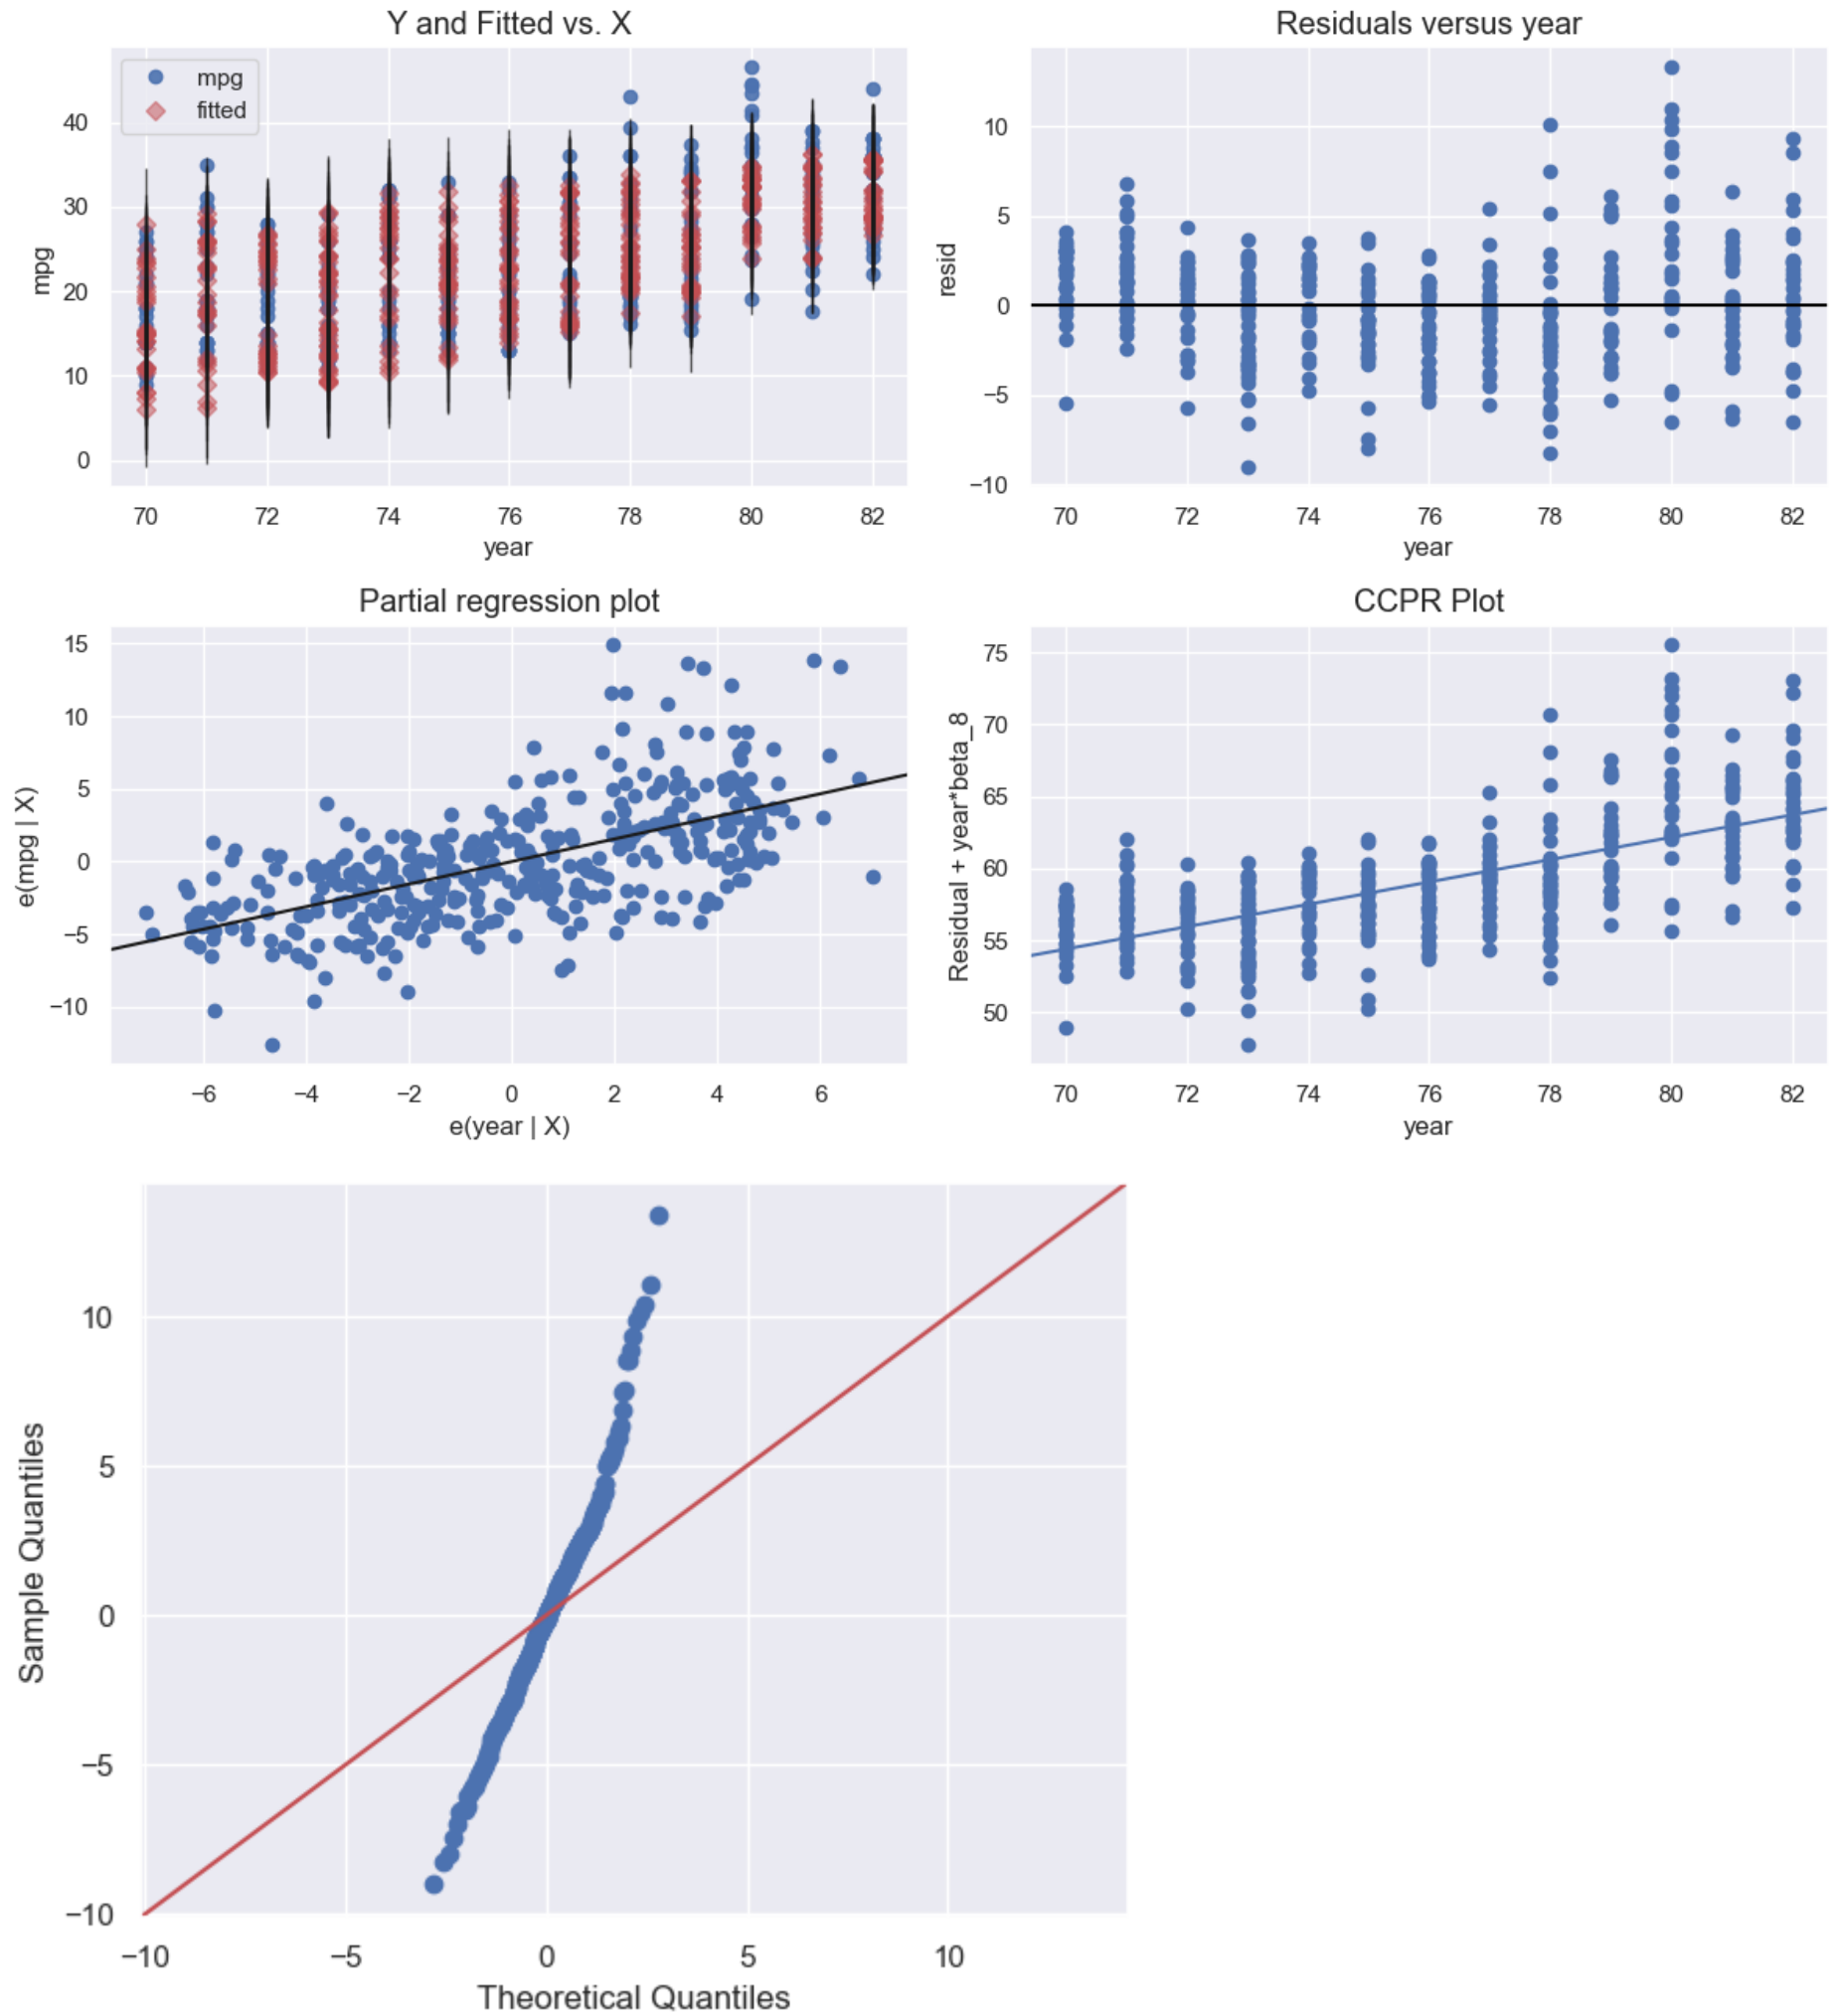 Y and Fitted vs. X
mpg
fitted
40
30
20
10
0
mpg
70 72 74 76 78 80 82
year
Residuals versus year
10
5
0
−5
−10
resid
70 72 74 76 78 80 82
year
Partial regression plot
15
10
5
0
−5
−10
e(mpg | X)
−6 −4 −2 0 2 4 6
e(year | X)
CCPR Plot
75
70
65
60
55
50
Residual + year*beta_8
70 72 74 76 78 80 82
year
10
5
0
−5
−10
Sample Quantiles
−10 −5 0 5 10
Theoretical Quantiles